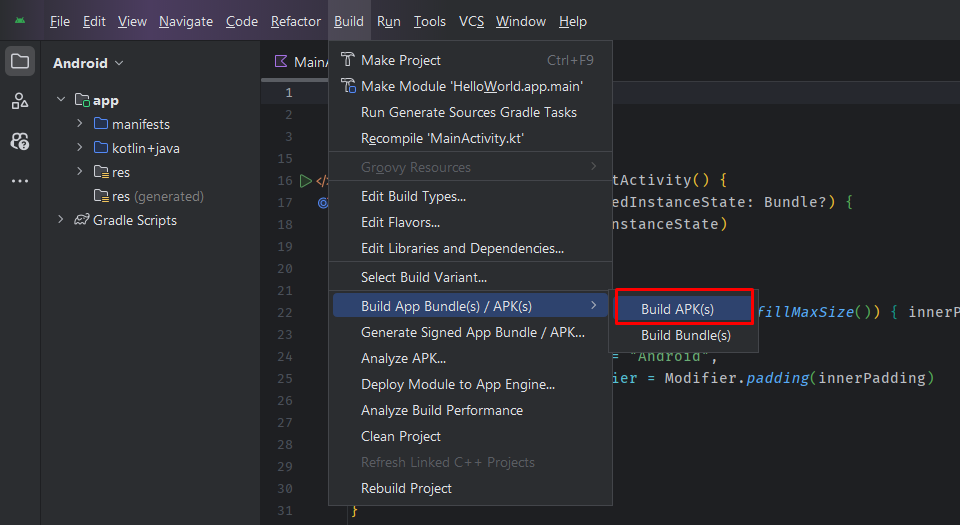 File Edit View Navigate Code Refactor Build Run Tools VCS Window Help
Android
app
manifests
kotlin+java
res
res (generated)
Gradle Scripts
Make Project Ctrl+F9
Make Module 'HelloWorld.app.main'
Run Generate Sources Gradle Tasks
Recompile 'MainActivity.kt'
Groovy Resources
Edit Build Types...
Edit Flavors...
Edit Libraries and Dependencies...
Select Build Variant...
Build App Bundle(s) / APK(s)
Generate Signed App Bundle / APK...
Analyze APK...
Deploy Module to App Engine...
Analyze Build Performance
Clean Project
Refresh Linked C++ Projects
Rebuild Project
Build APK(s)
Build Bundle(s)
MainA
1
2
3
15
16 tActivity() {
17 edInstanceState: Bundle?) {
18 nstanceState)
19
20
21
22 fillMaxSize()) { innerP
23
24 = "Android",
25 ier = Modifier.padding(innerPadding)
26
27
28
29
30
31 }